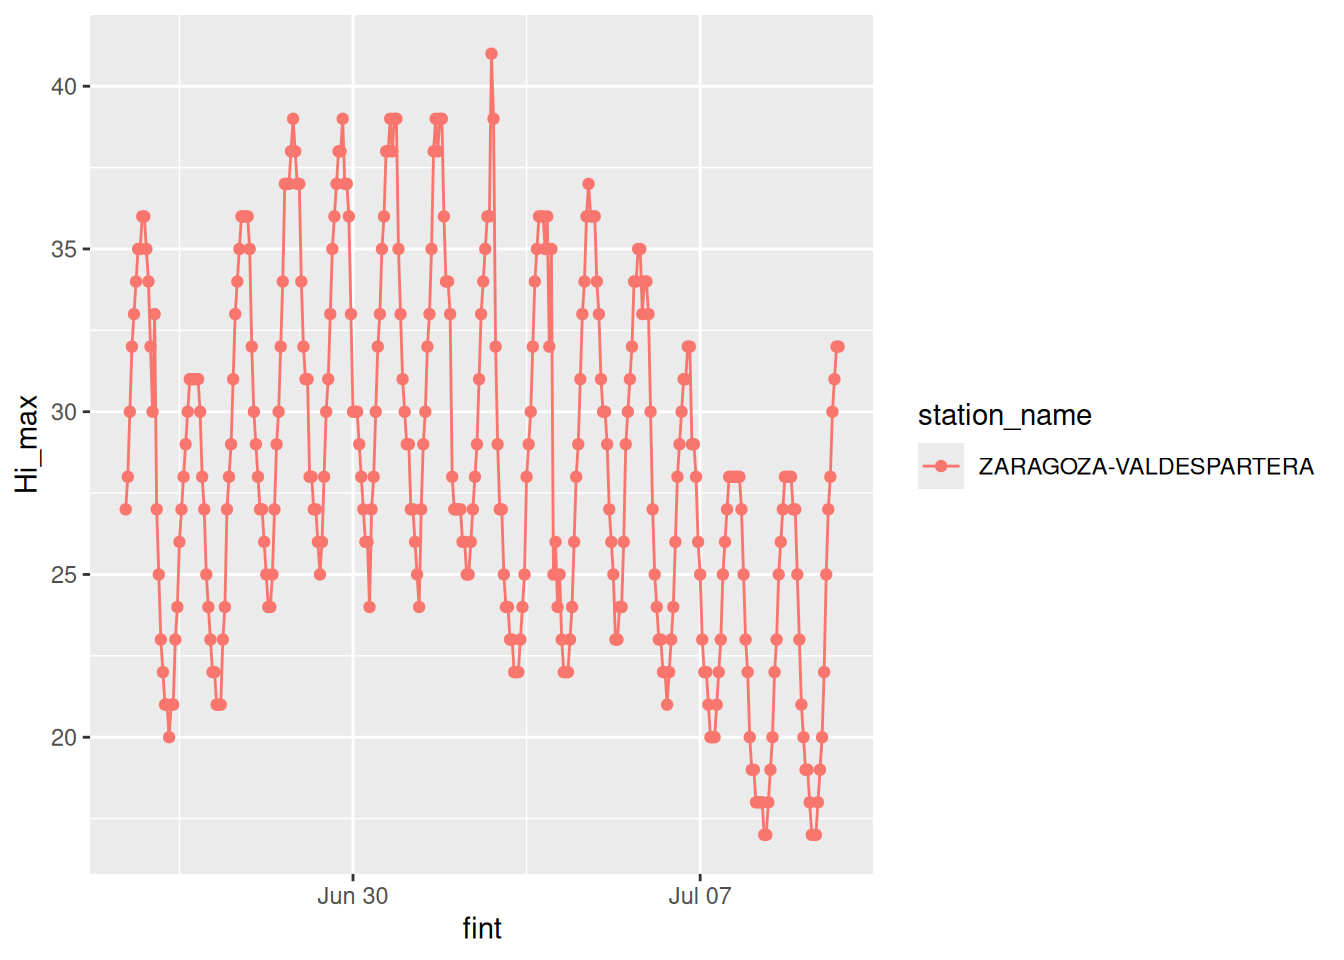 40
35
30
25
20
Hi_max
Jun 30
Jul 07
fint
station_name
ZARAGOZA-VALDESPARTERA